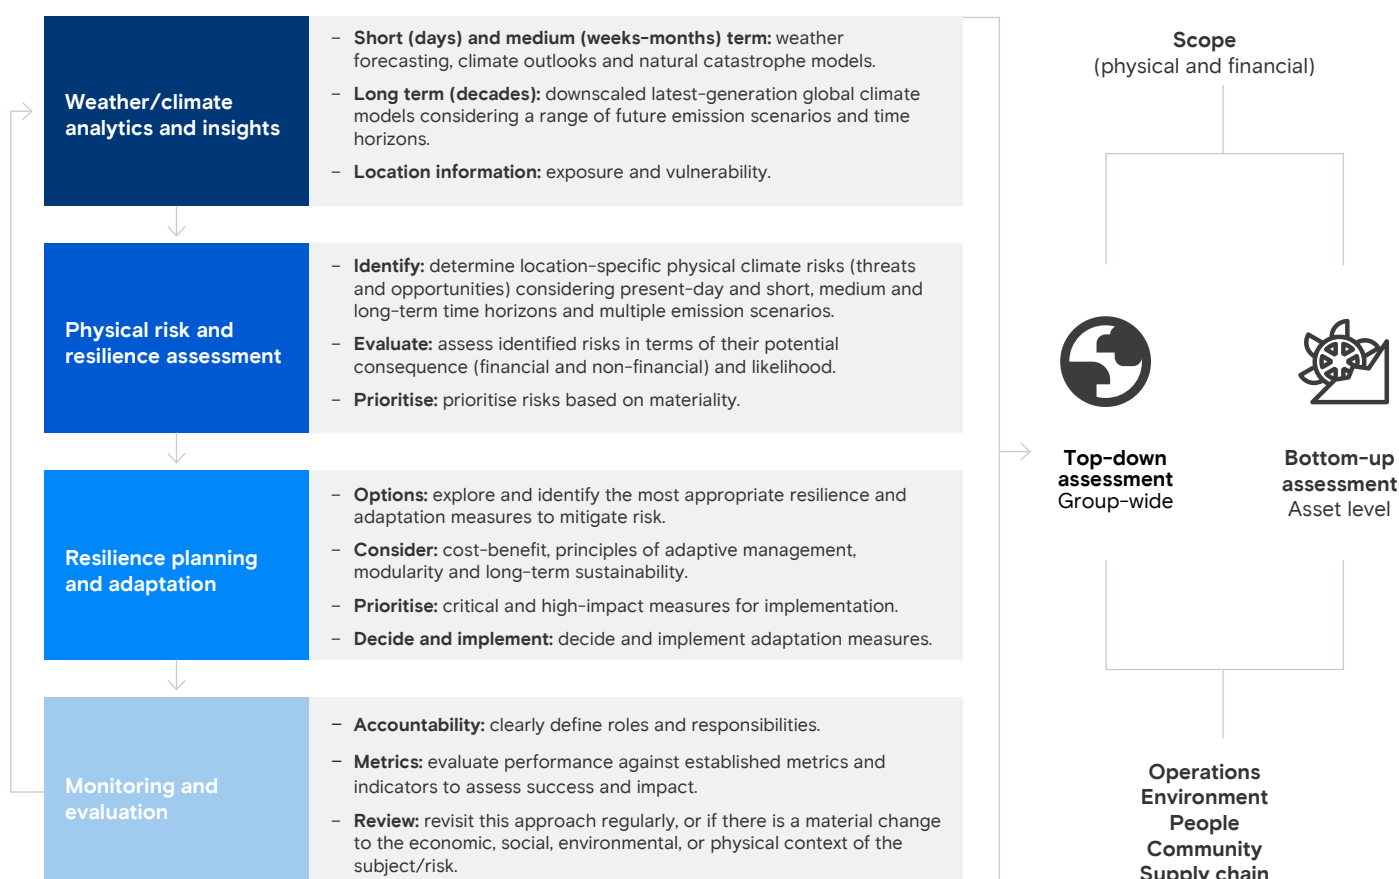 Weather/climate
analytics and insights
– Short (days) and medium (weeks-months) term: weather
forecasting, climate outlooks and natural catastrophe models.
– Long term (decades): downscaled latest-generation global climate
models considering a range of future emission scenarios and time
horizons.
– Location information: exposure and vulnerability.
Physical risk and
resilience assessment
– Identify: determine location-specific physical climate risks (threats
and opportunities) considering present-day and short, medium and
long-term time horizons and multiple emission scenarios.
– Evaluate: assess identified risks in terms of their potential
consequence (financial and non-financial) and likelihood.
– Prioritise: prioritise risks based on materiality.
Resilience planning
and adaptation
– Options: explore and identify the most appropriate resilience and
adaptation measures to mitigate risk.
– Consider: cost-benefit, principles of adaptive management,
modularity and long-term sustainability.
– Prioritise: critical and high-impact measures for implementation.
– Decide and implement: decide and implement adaptation measures.
Monitoring and
evaluation
– Accountability: clearly define roles and responsibilities.
– Metrics: evaluate performance against established metrics and
indicators to assess success and impact.
– Review: revisit this approach regularly, or if there is a material change
to the economic, social, environmental, or physical context of the
subject/risk.
Scope
(physical and financial)
Top-down
assessment
Group-wide
Bottom-up
assessment
Asset level
Operations
Environment
People
Community
Supply chain